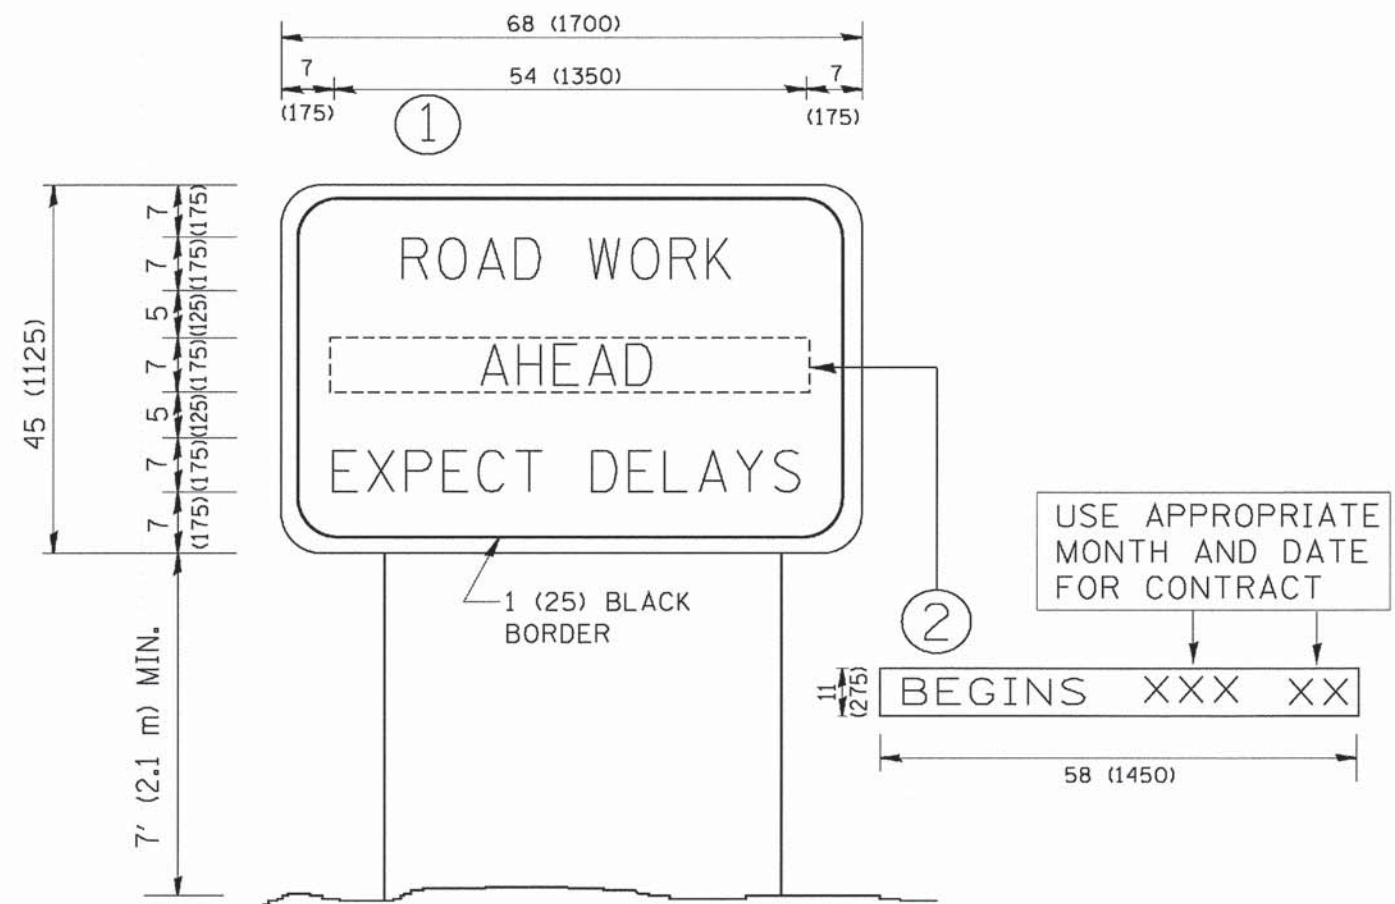 68 (1700)
7
54 (1350)
7
(175)
(175)
1
45 (1125)
7 (175)
7 (175)
5 (125)
7 (175)
5 (125)
7 (175)
7 (175)
ROAD WORK
AHEAD
EXPECT DELAYS
1 (25) BLACK
BORDER
7' (2.1 m) MIN.
USE APPROPRIATE
MONTH AND DATE
FOR CONTRACT
2
11
(275)
BEGINS XXX XX
58 (1450)